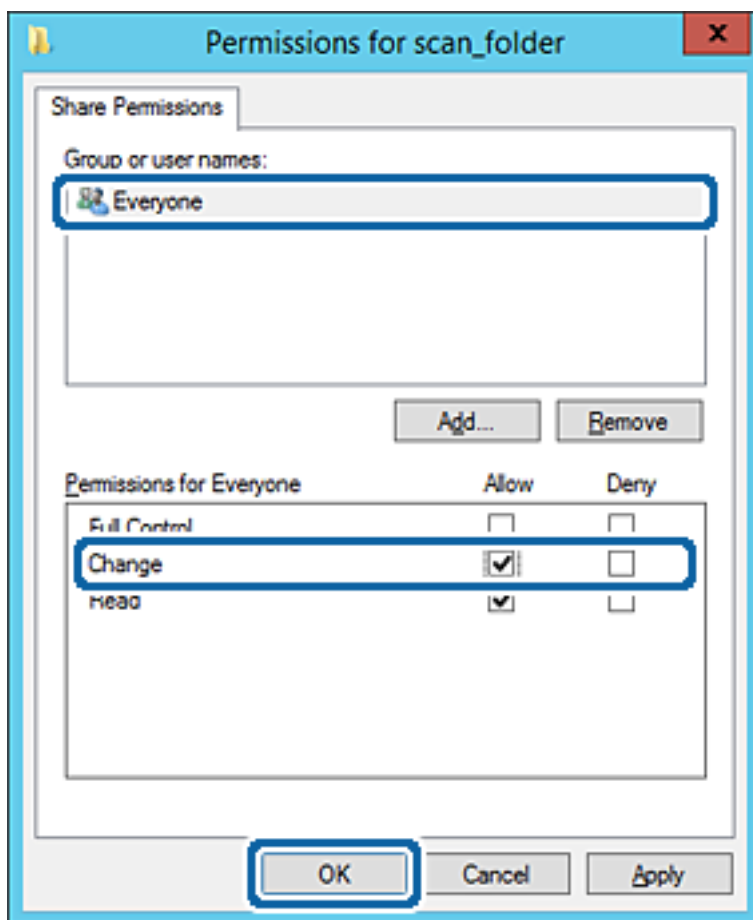 Permissions for scan_folder
Share Permissions
Group or user names:
Everyone
Add... Remove
Permissions for Everyone Allow Deny
Full Control
Change
Read
OK Cancel Apply